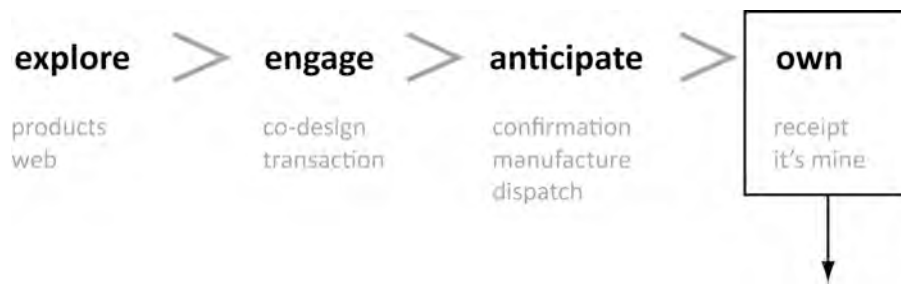 explore > engage > anticipate > own
products co-design confirmation receipt
web transaction manufacture it's mine
dispatch